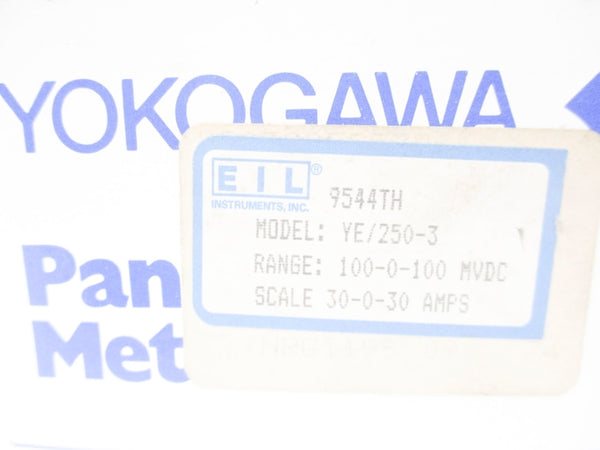 YOKOGAWA
EIL®
INSTRUMENTS, INC.
9544TH
MODEL: YE/250-3
RANGE: 100-0-100 MVDC
SCALE 30-0-30 AMPS
Pan
Met